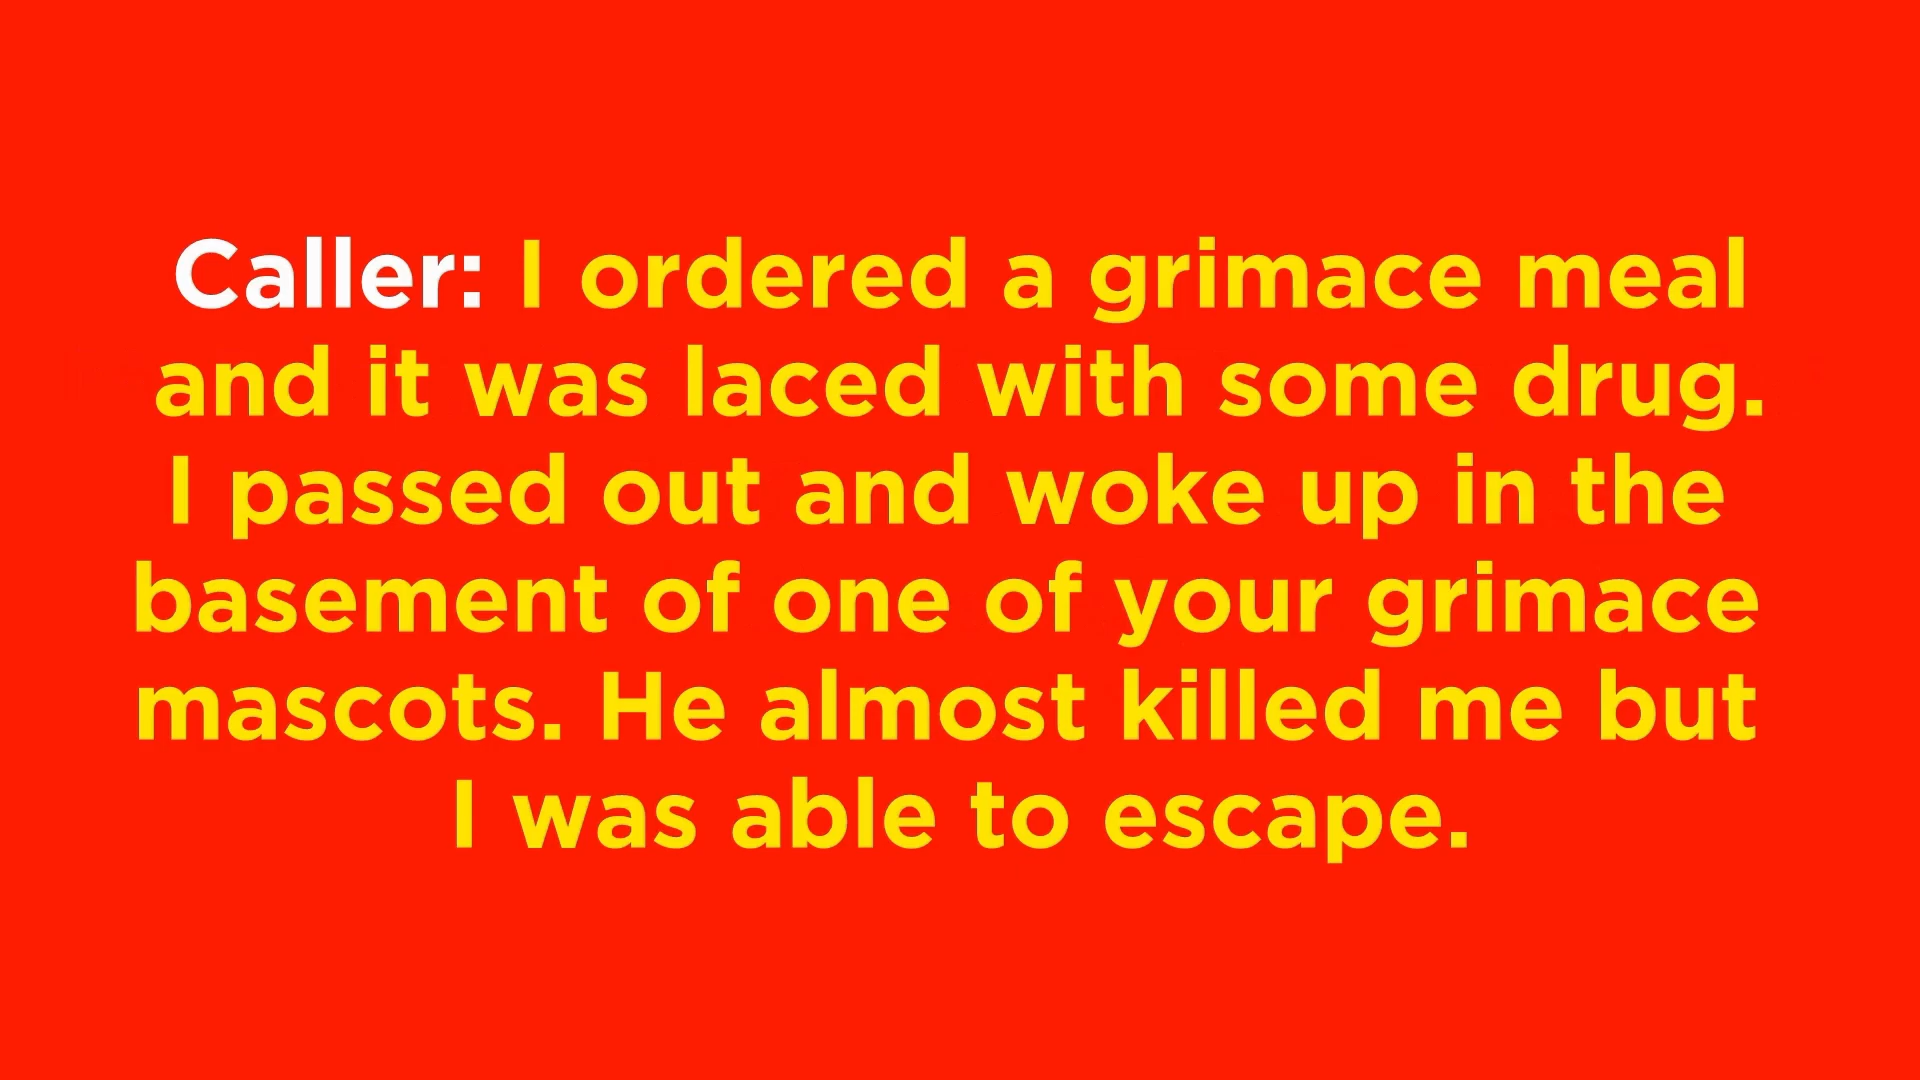 Caller: I ordered a grimace meal
and it was laced with some drug.
I passed out and woke up in the
basement of one of your grimace
mascots. He almost killed me but
I was able to escape.